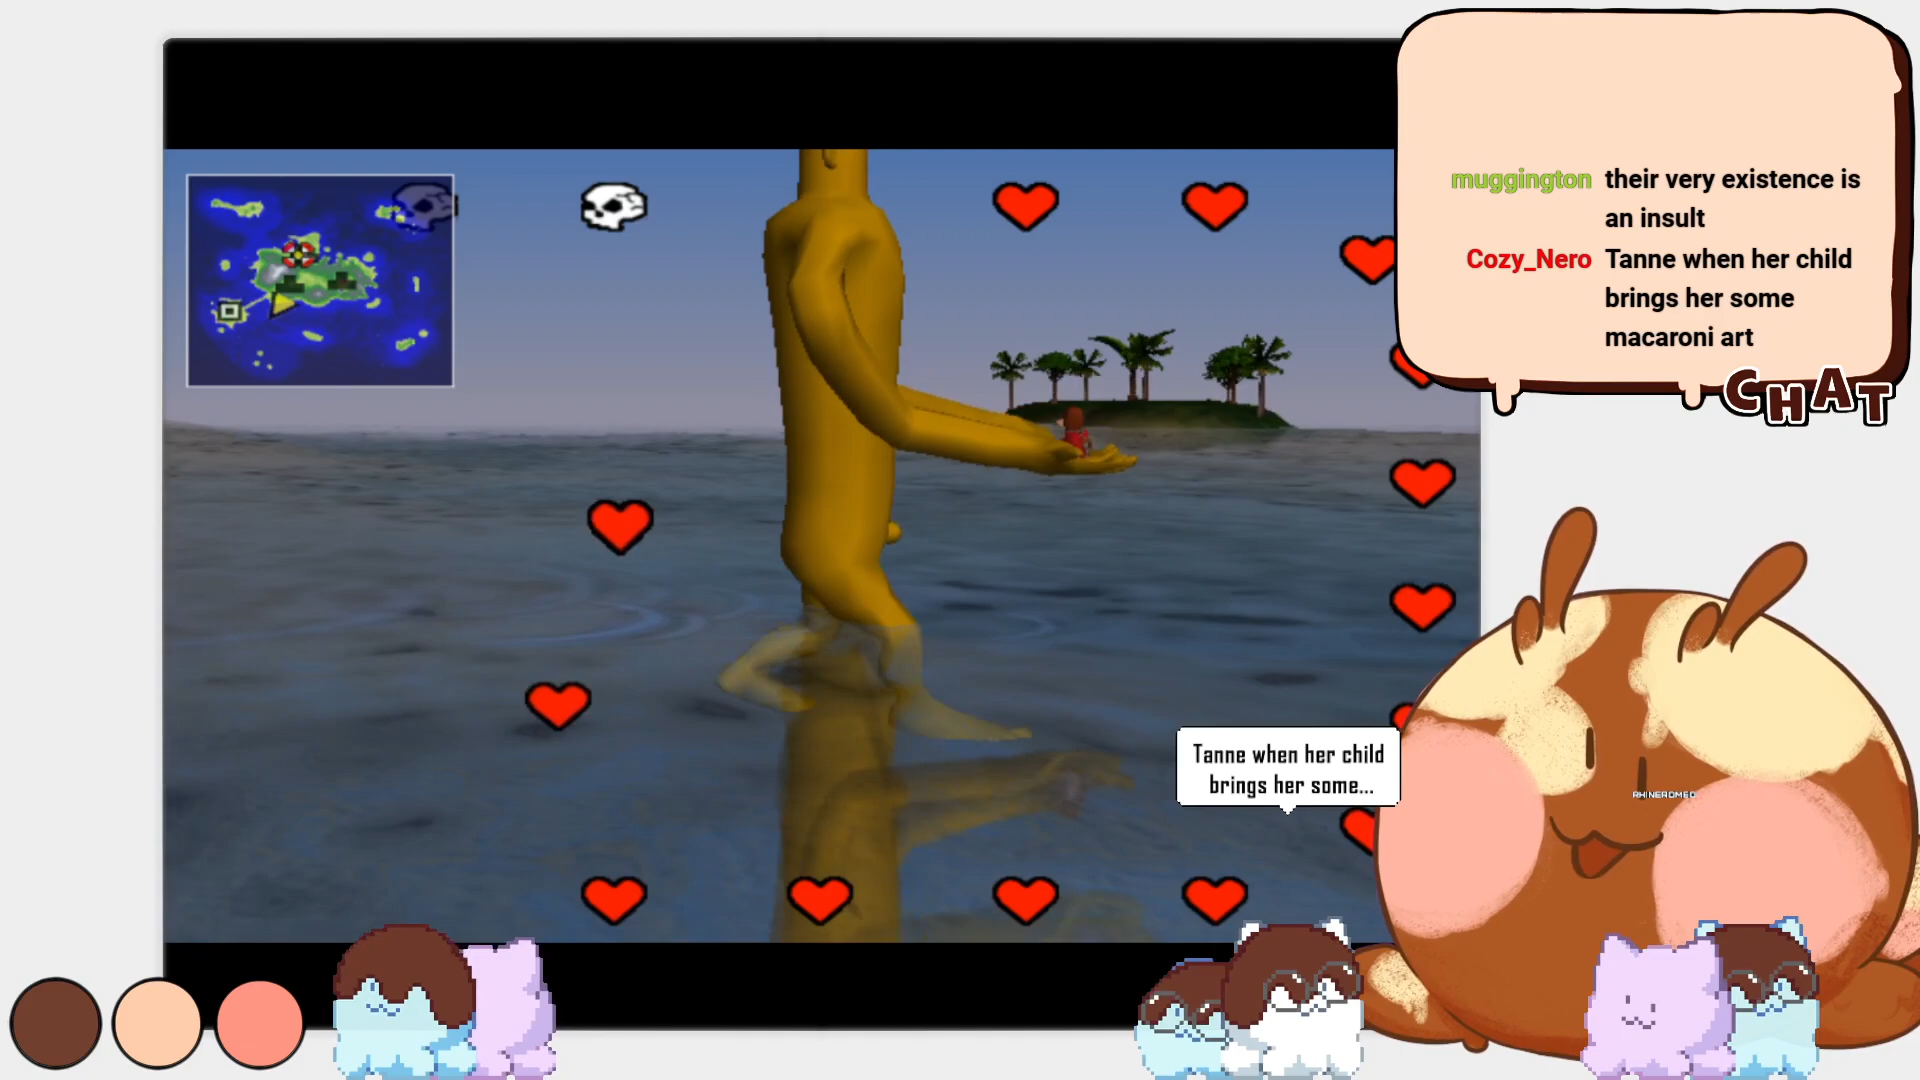 muggington their very existence is
an insult
Cozy_Nero Tanne when her child
brings her some
macaroni art
CHAT
Tanne when her child
brings her some...
RHINEROMEO